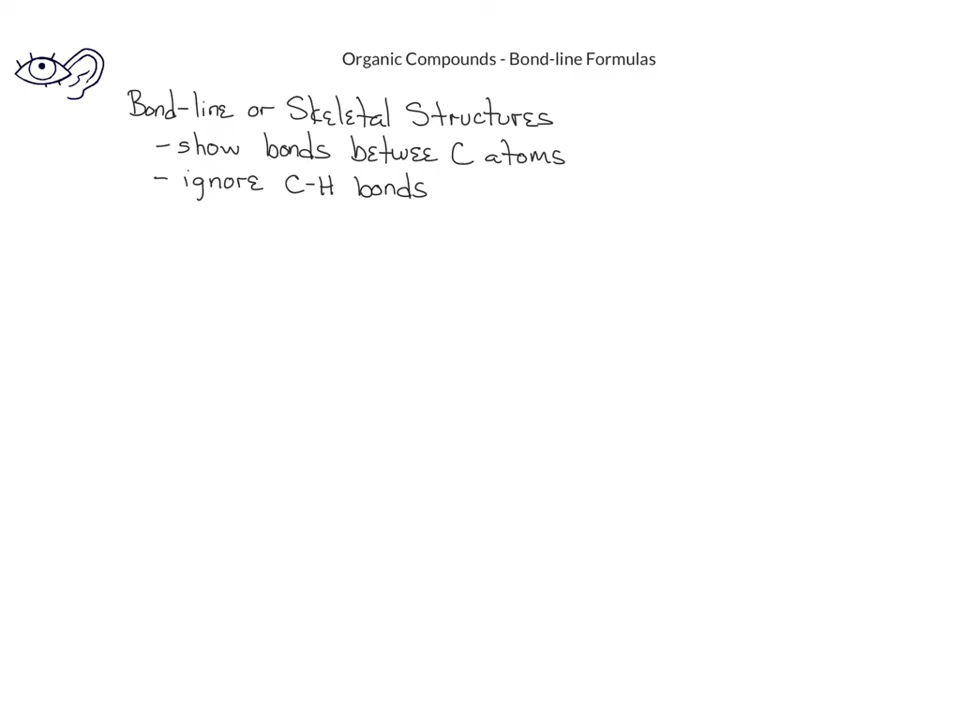 Organic Compounds - Bond-line Formulas
Bond-line or Skeletal Structures
- show bonds betwee C atoms
- ignore C-H bonds